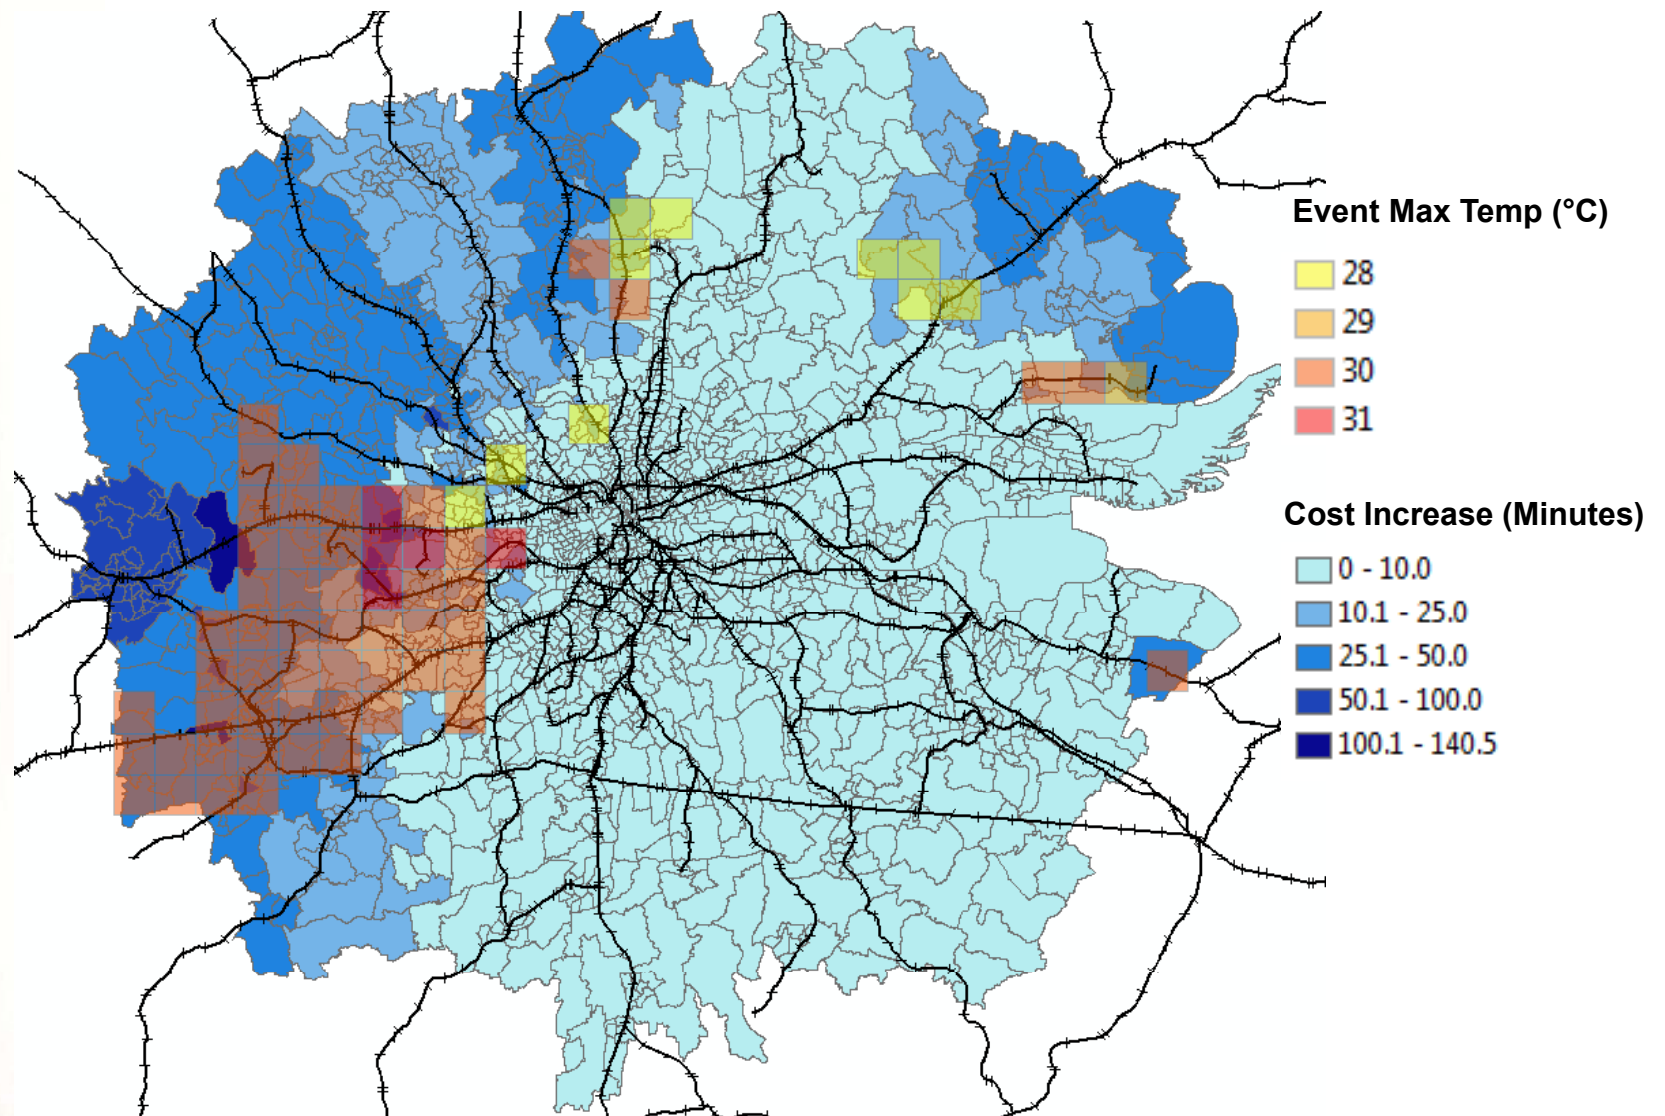 Event Max Temp (°C)
28
29
30
31
Cost Increase (Minutes)
0 - 10.0
10.1 - 25.0
25.1 - 50.0
50.1 - 100.0
100.1 - 140.5